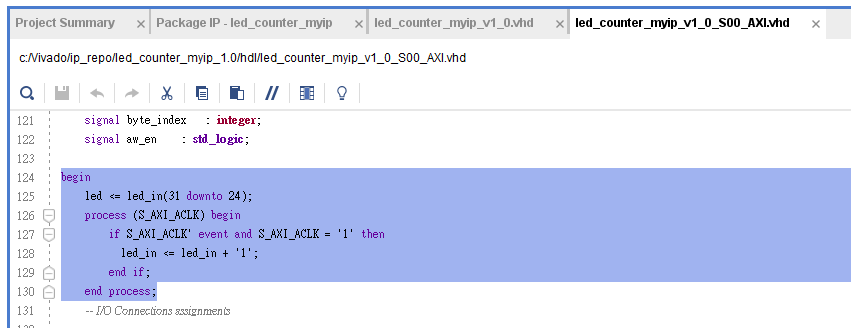 Project Summary × Package IP - led_counter_myip × led_counter_myip_v1_0.vhd × led_counter_myip_v1_0_S00_AXI.vhd ×
c:/Vivado/ip_repo/led_counter_myip_1.0/hdl/led_counter_myip_v1_0_S00_AXI.vhd
121 signal byte_index : integer;
122 signal aw_en : std_logic;
123
124 begin
125 led <= led_in(31 downto 24);
126 process (S_AXI_ACLK) begin
127 if S_AXI_ACLK' event and S_AXI_ACLK = '1' then
128 led_in <= led_in + '1';
129 end if;
130 end process;
131 -- I/O Connections assignments